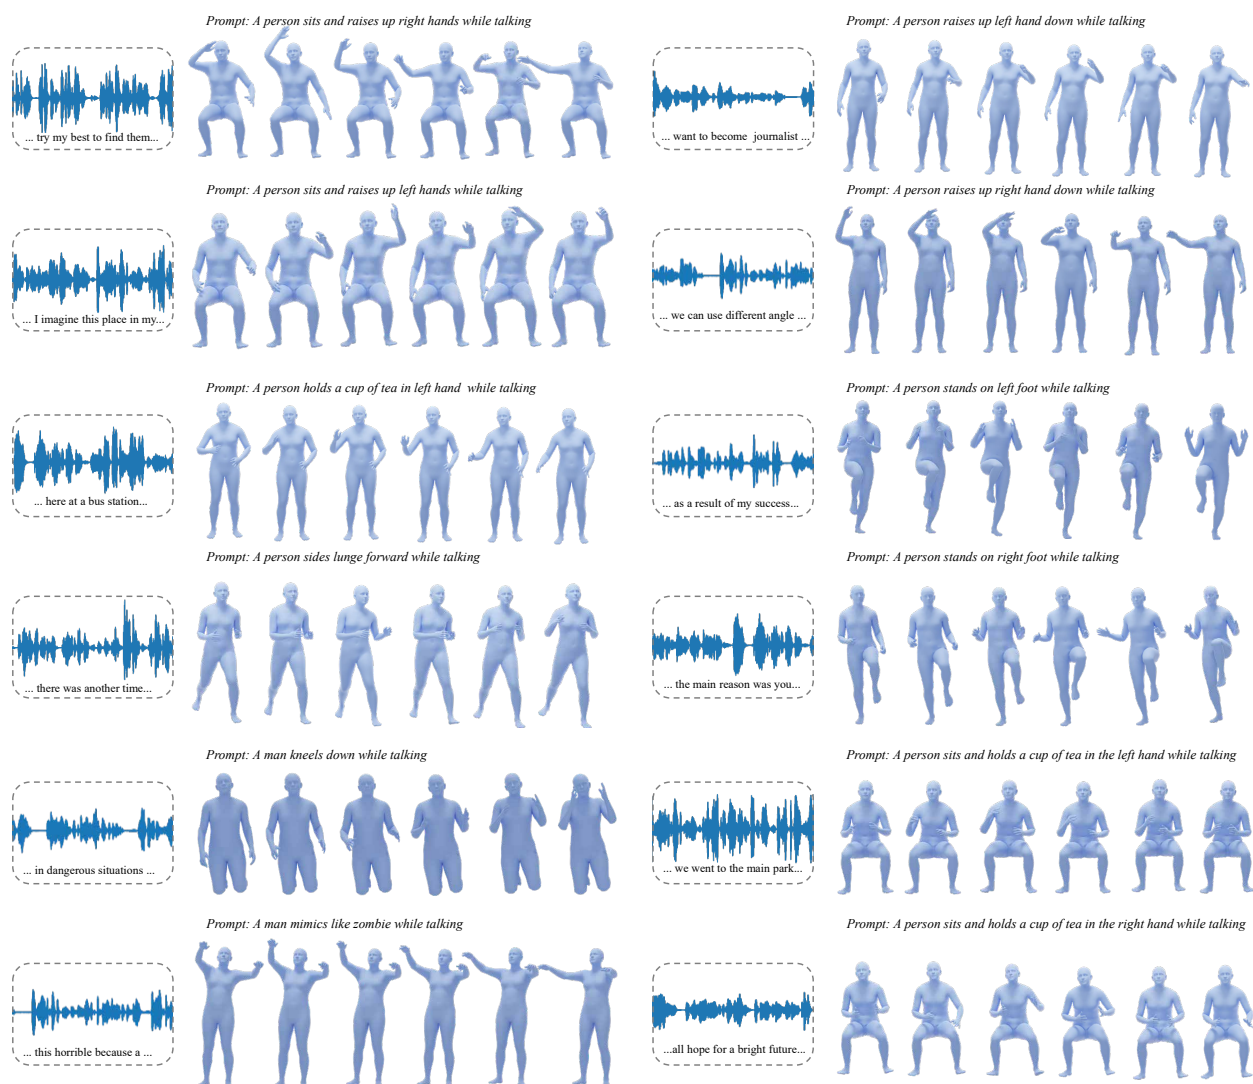 Prompt: A person sits and raises up right hands while talking
... try my best to find them...
Prompt: A person raises up left hand down while talking
... want to become journalist ...
Prompt: A person sits and raises up left hands while talking
... I imagine this place in my...
Prompt: A person raises up right hand down while talking
... we can use different angle ...
Prompt: A person holds a cup of tea in left hand while talking
... here at a bus station...
Prompt: A person stands on left foot while talking
... as a result of my success...
Prompt: A person sides lunge forward while talking
... there was another time...
Prompt: A person stands on right foot while talking
... the main reason was you...
Prompt: A man kneels down while talking
... in dangerous situations ...
Prompt: A person sits and holds a cup of tea in the left hand while talking
... we went to the main park...
Prompt: A man mimics like zombie while talking
... this horrible because a ...
Prompt: A person sits and holds a cup of tea in the right hand while talking
...all hope for a bright future...